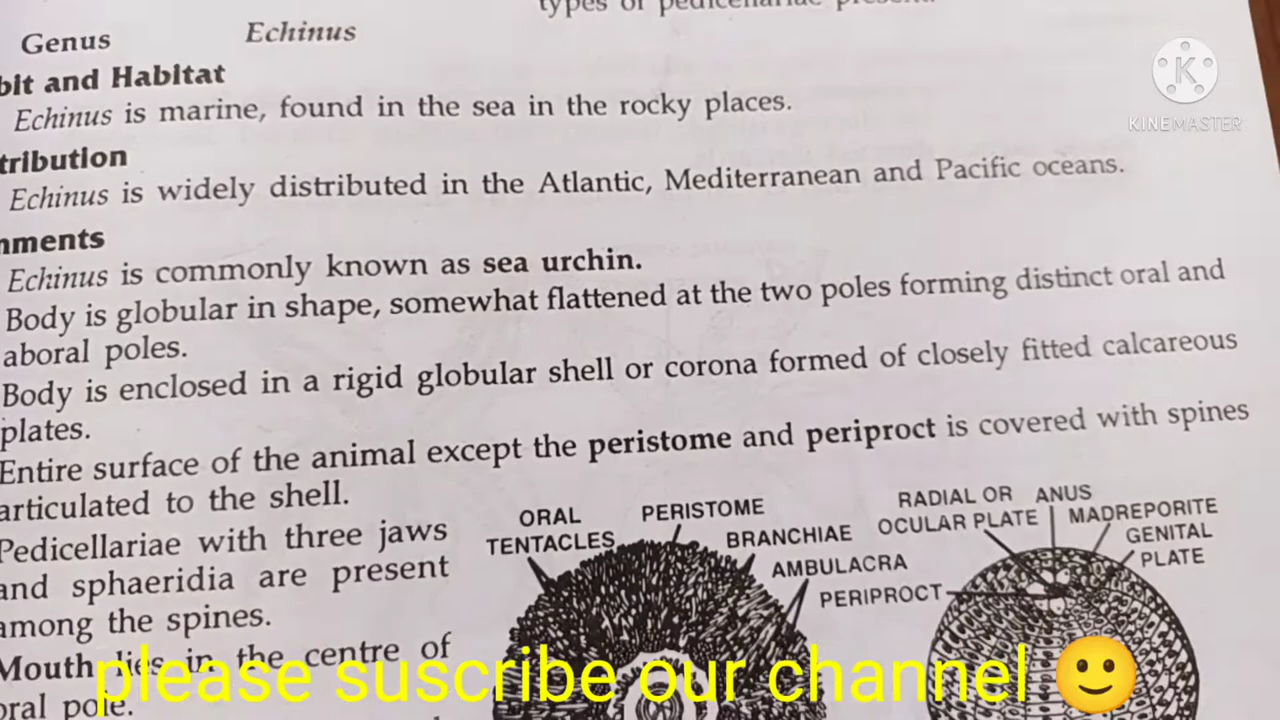 types of pedicellariae present.
Genus Echinus
bit and Habitat
Echinus is marine, found in the sea in the rocky places.
tribution
Echinus is widely distributed in the Atlantic, Mediterranean and Pacific oceans.
mments
Echinus is commonly known as sea urchin.
Body is globular in shape, somewhat flattened at the two poles forming distinct oral and
aboral poles.
Body is enclosed in a rigid globular shell or corona formed of closely fitted calcareous
plates.
Entire surface of the animal except the peristome and periproct is covered with spines
articulated to the shell.
Pedicellariae with three jaws
and sphaeridia are present
among the spines.
Mouth lies in the centre of
oral pole.
ORAL
TENTACLES
PERISTOME
BRANCHIAE
AMBULACRA
RADIAL OR
OCULAR PLATE
ANUS
MADREPORITE
GENITAL
PLATE
PERIPROCT
KINEMASTER
please suscribe our channel 🙂